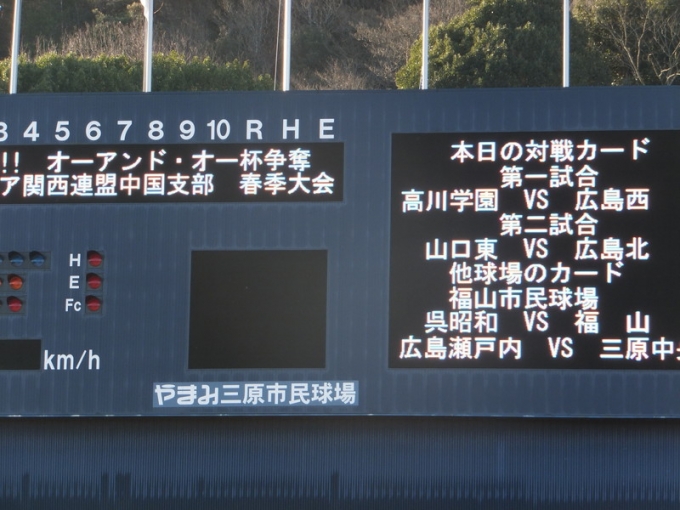 3 4 5 6 7 8 9 10 R H E
!! オーアンド・オー杯争奪
ア関西連盟中国支部 春季大会
本日の対戦カード
第一試合
高川学園 VS 広島西
第二試合
山口東 VS 広島北
他球場のカード
福山市民球場
呉昭和 VS 福 山
広島瀬戸内 VS 三原中央
H
E
Fc
km/h
やまみ三原市民球場